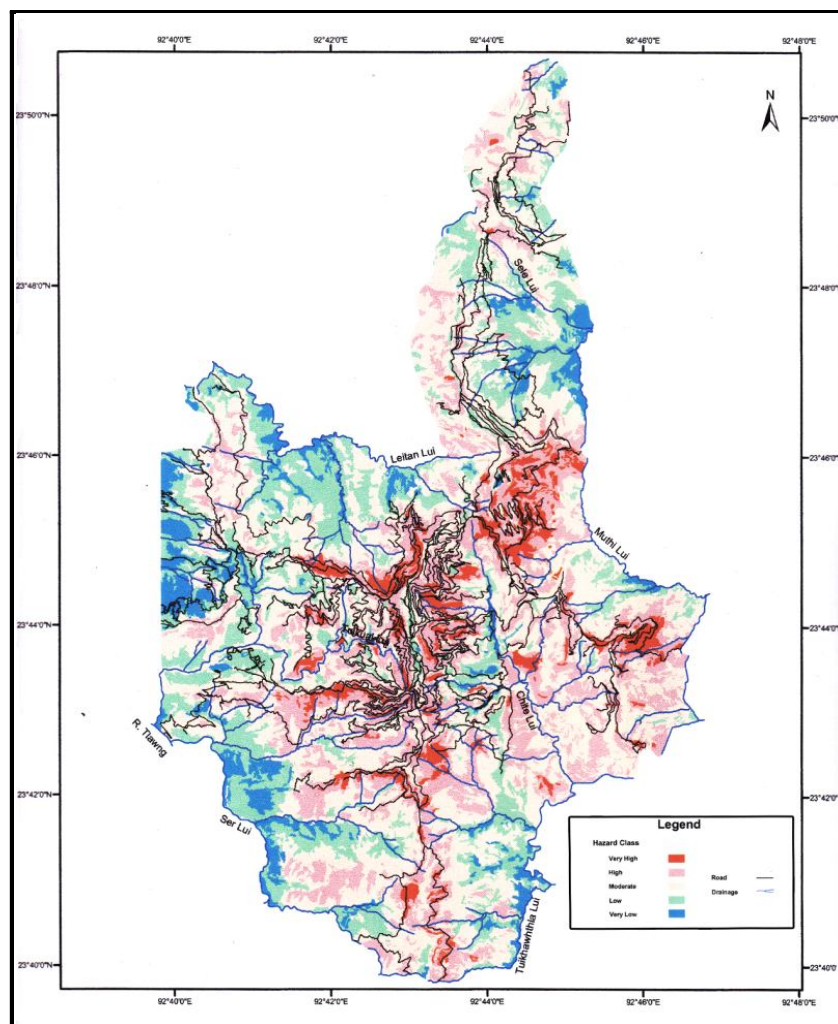 92°40'0"E
92°42'0"E
92°44'0"E
92°46'0"E
92°48'0"E
N
23°50'0"N
23°50'0"N
Sele Lui
23°48'0"N
23°48'0"N
Leitan Lui
23°46'0"N
23°46'0"N
Muthi Lui
23°44'0"N
23°44'0"N
Chite Lui
R. Tlawng
23°42'0"N
23°42'0"N
Ser Lui
Legend
Hazard Class
Very High
High
Moderate
Low
Very Low
Road
Drainage
Tuikhawhthla Lui
23°40'0"N
23°40'0"N
92°40'0"E
92°42'0"E
92°44'0"E
92°46'0"E
92°48'0"E